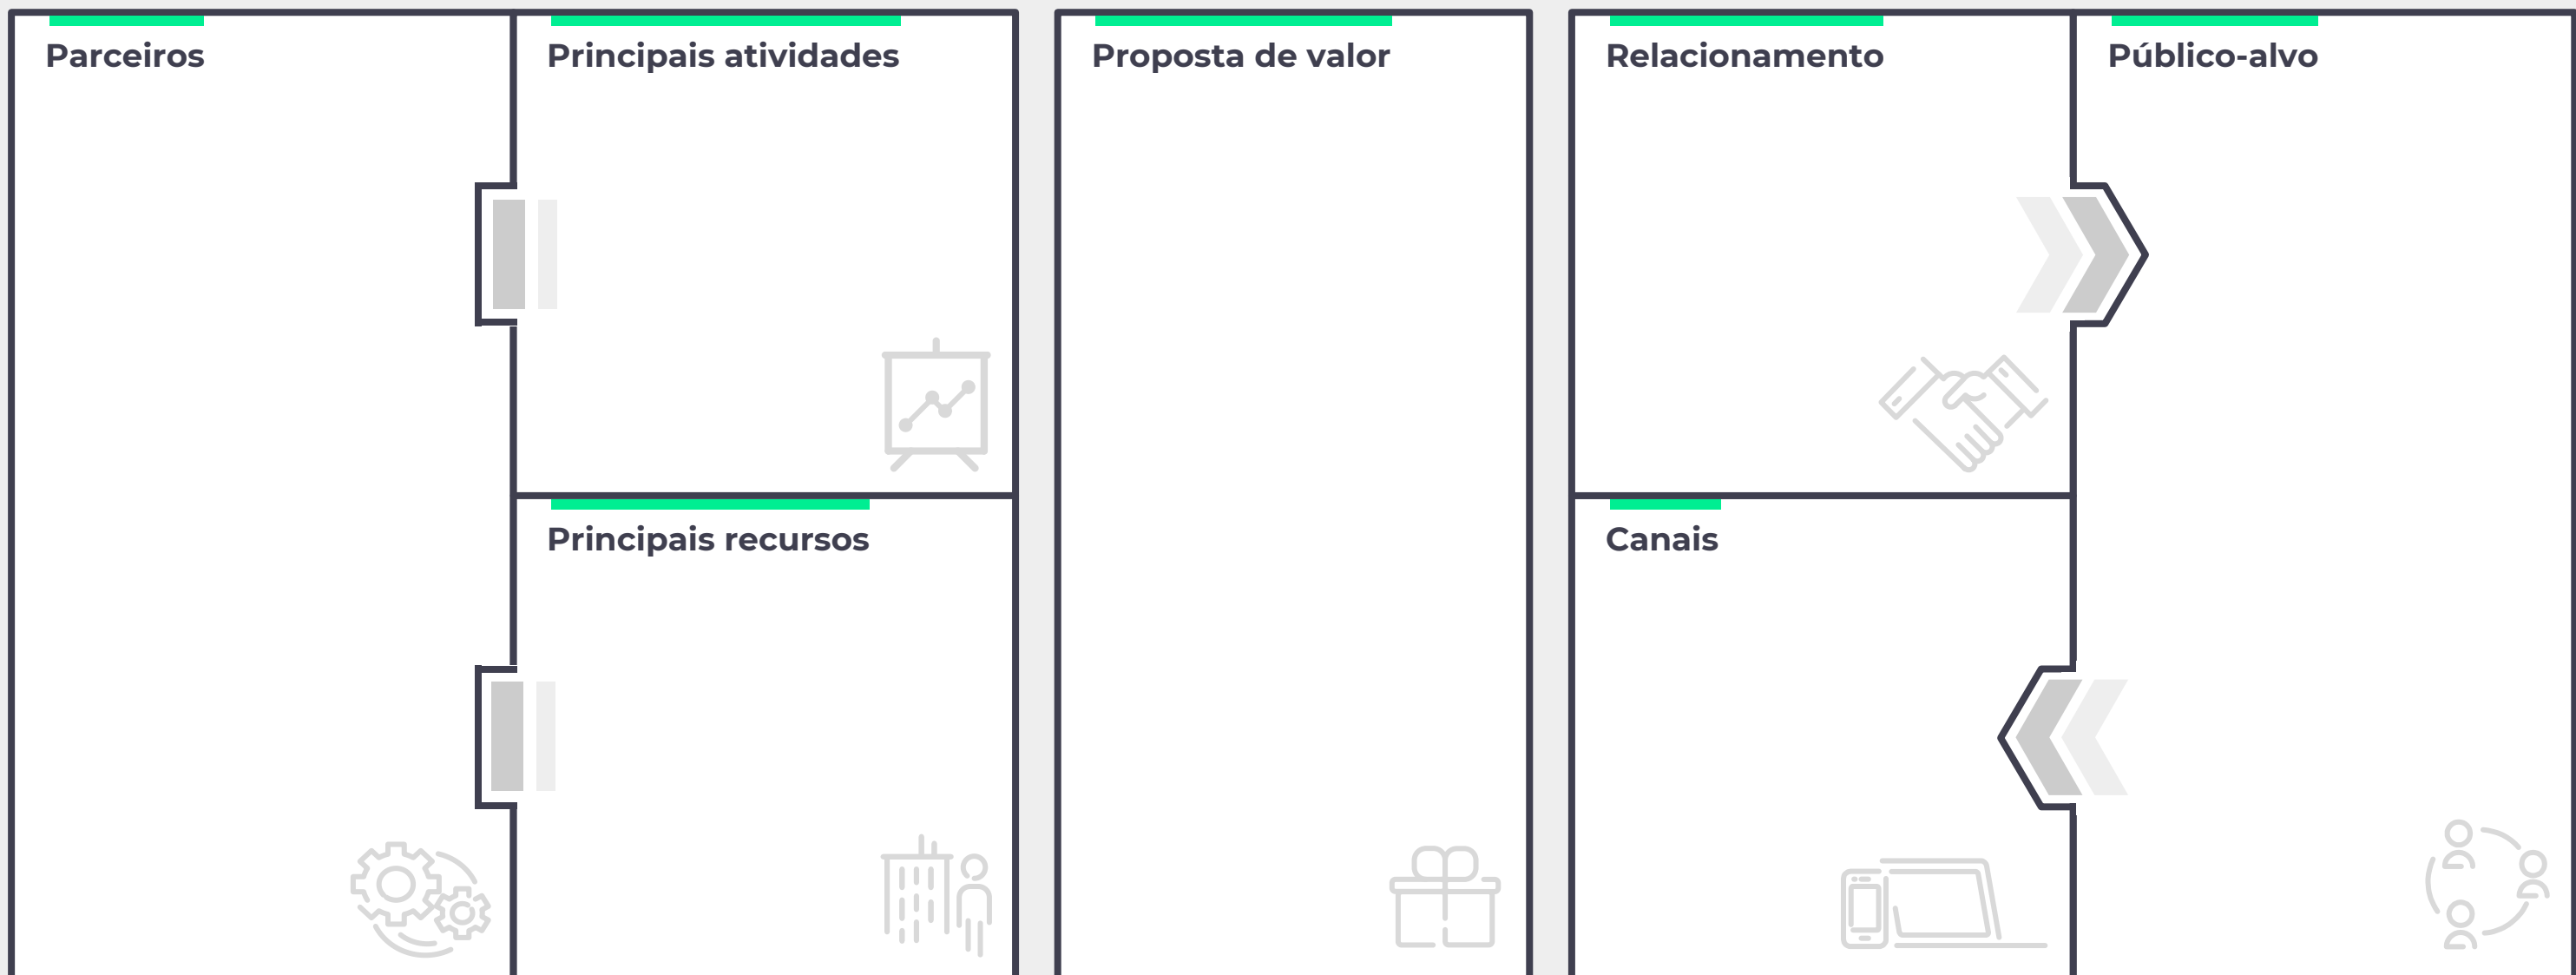 Parceiros
Principais atividades
Principais recursos
Proposta de valor
Relacionamento
Canais
Público-alvo